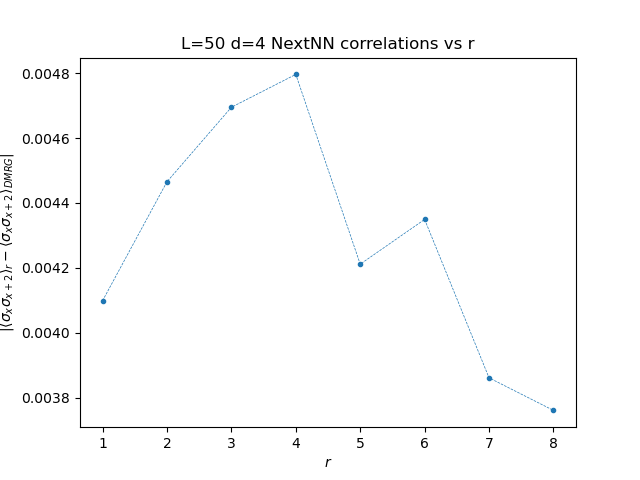 L=50 d=4 NextNN correlations vs r
|⟨σₓσₓ₊₂⟩ᵣ − ⟨σₓσₓ₊₂⟩_DMRG|
0.0048
0.0046
0.0044
0.0042
0.0040
0.0038
1 2 3 4 5 6 7 8
r